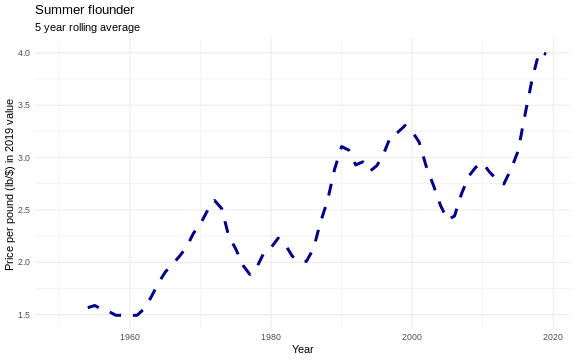 Summer flounder
5 year rolling average
Price per pound (lb/$) in 2019 value
4.0
3.5
3.0
2.5
2.0
1.5
1960 1980 2000 2020
Year